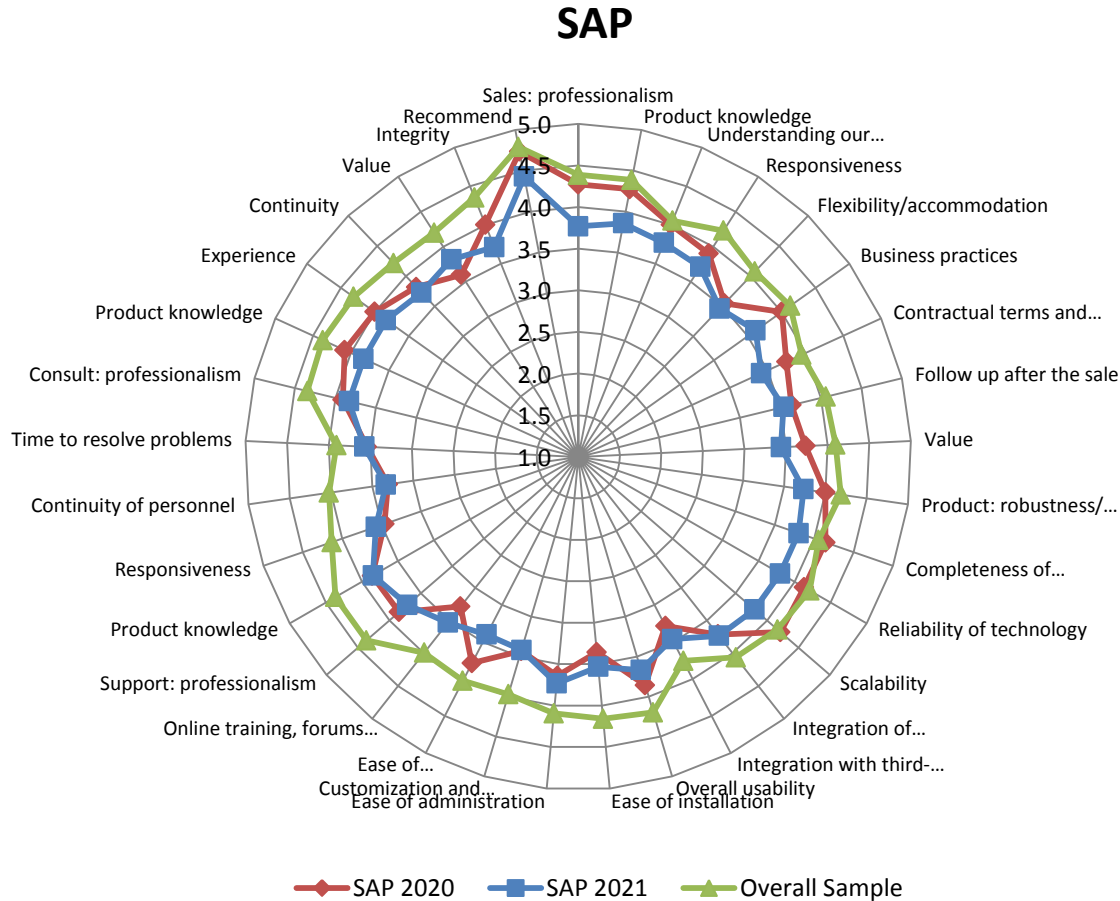 SAP
Sales: professionalism
Product knowledge
Understanding our...
Responsiveness
Flexibility/accommodation
Business practices
Contractual terms and...
Follow up after the sale
Value
Product: robustness/...
Completeness of...
Reliability of technology
Scalability
Integration of...
Integration with third-...
Overall usability
Ease of installation
Ease of administration
Customization and...
Ease of...
Online training, forums...
Support: professionalism
Product knowledge
Responsiveness
Continuity of personnel
Time to resolve problems
Consult: professionalism
Product knowledge
Experience
Continuity
Value
Integrity
Recommend
5.0
4.5
4.0
3.5
3.0
2.5
2.0
1.5
1.0
SAP 2020
SAP 2021
Overall Sample